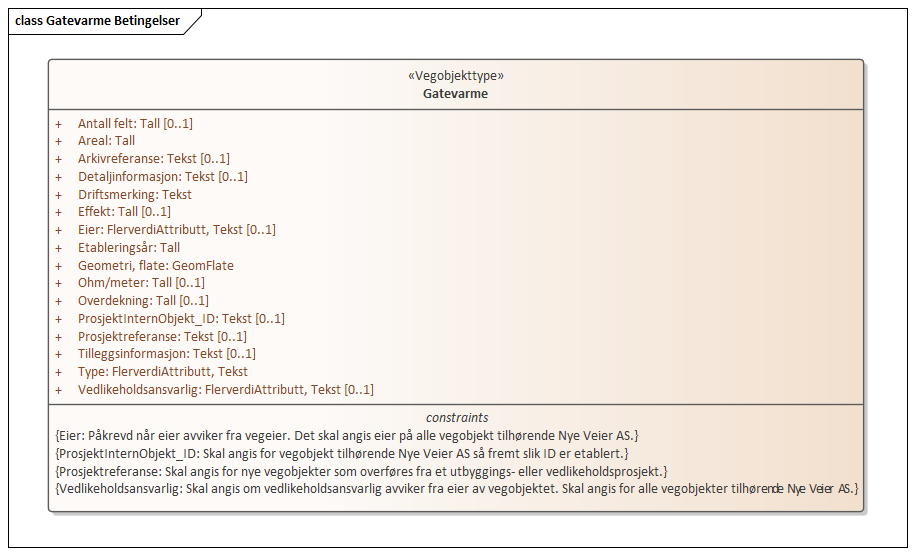 class Gatevarme Betingelser
«Vegobjekttype»
Gatevarme
+ Antall felt: Tall [0..1]
+ Areal: Tall
+ Arkivreferanse: Tekst [0..1]
+ Detaljinformasjon: Tekst [0..1]
+ Driftsmerking: Tekst
+ Effekt: Tall [0..1]
+ Eier: FlerverdiAttributt, Tekst [0..1]
+ Etableringsår: Tall
+ Geometri, flate: GeomFlate
+ Ohm/meter: Tall [0..1]
+ Overdekning: Tall [0..1]
+ ProsjektInternObjekt_ID: Tekst [0..1]
+ Prosjektreferanse: Tekst [0..1]
+ Tilleggsinformasjon: Tekst [0..1]
+ Type: FlerverdiAttributt, Tekst
+ Vedlikeholdsansvarlig: FlerverdiAttributt, Tekst [0..1]
constraints
{Eier: Påkrevd når eier avviker fra vegeier. Det skal angis eier på alle vegobjekt tilhørende Nye Veier AS.}
{ProsjektInternObjekt_ID: Skal angis for vegobjekt tilhørende Nye Veier AS så fremt slik ID er etablert.}
{Prosjektreferanse: Skal angis for nye vegobjekter som overføres fra et utbyggings- eller vedlikeholdsprosjekt.}
{Vedlikeholdsansvarlig: Skal angis om vedlikeholdsansvarlig avviker fra eier av vegobjektet. Skal angis for alle vegobjekter tilhørende Nye Veier AS.}